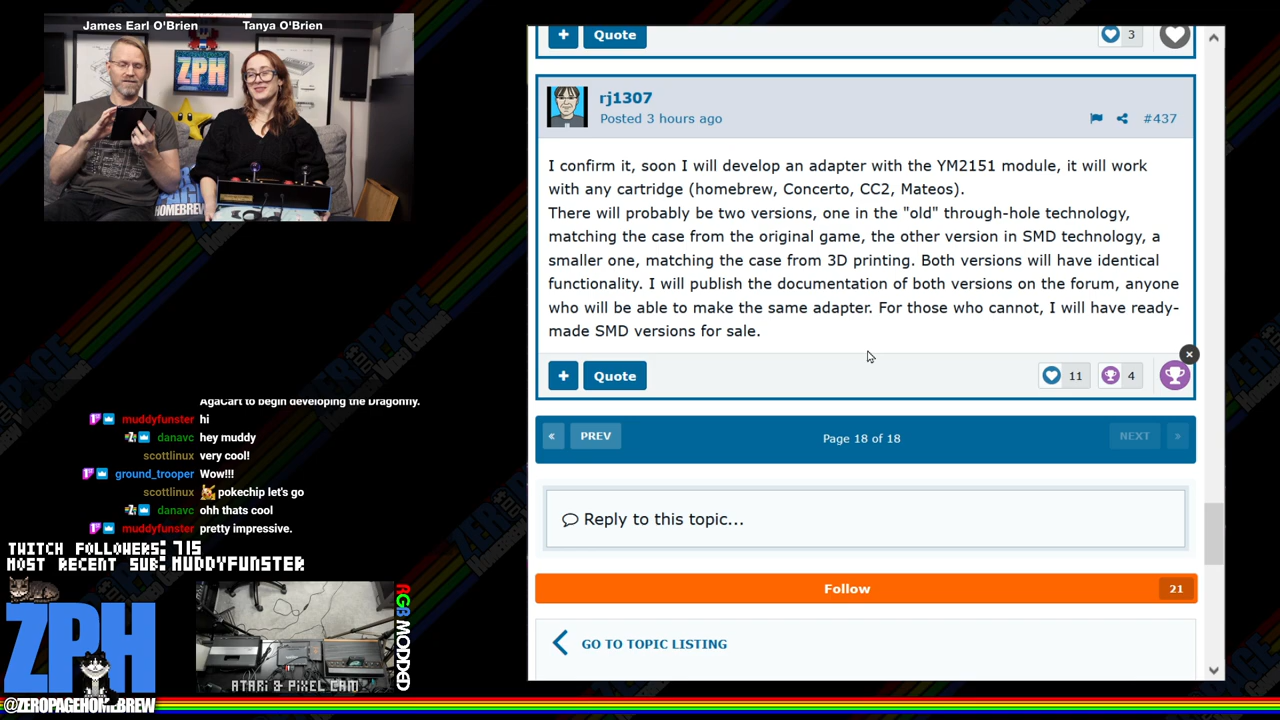 James Earl O'Brien
Tanya O'Brien
ZPH
HOMEBREW
+
Quote
3
rj1307
Posted 3 hours ago
#437
I confirm it, soon I will develop an adapter with the YM2151 module, it will work
with any cartridge (homebrew, Concerto, CC2, Mateos).
There will probably be two versions, one in the "old" through-hole technology,
matching the case from the original game, the other version in SMD technology, a
smaller one, matching the case from 3D printing. Both versions will have identical
functionality. I will publish the documentation of both versions on the forum, anyone
who will be able to make the same adapter. For those who cannot, I will have ready-
made SMD versions for sale.
+
Quote
11
4
«
PREV
Page 18 of 18
NEXT
»
Reply to this topic...
Follow
21
GO TO TOPIC LISTING
AgaCart to begin developing the Dragonfly.
muddyfunster hi
danavc hey muddy
scottlinux very cool!
ground_trooper Wow!!!
scottlinux pokechip let's go
danavc ohh thats cool
muddyfunster pretty impressive.
TWITCH FOLLOWERS: 715
MOST RECENT SUB: MUDDYFUNSTER
ZPH
@ZEROPAGEHOMEBREW
RGB MODDED
ATARI & PIXEL CAM